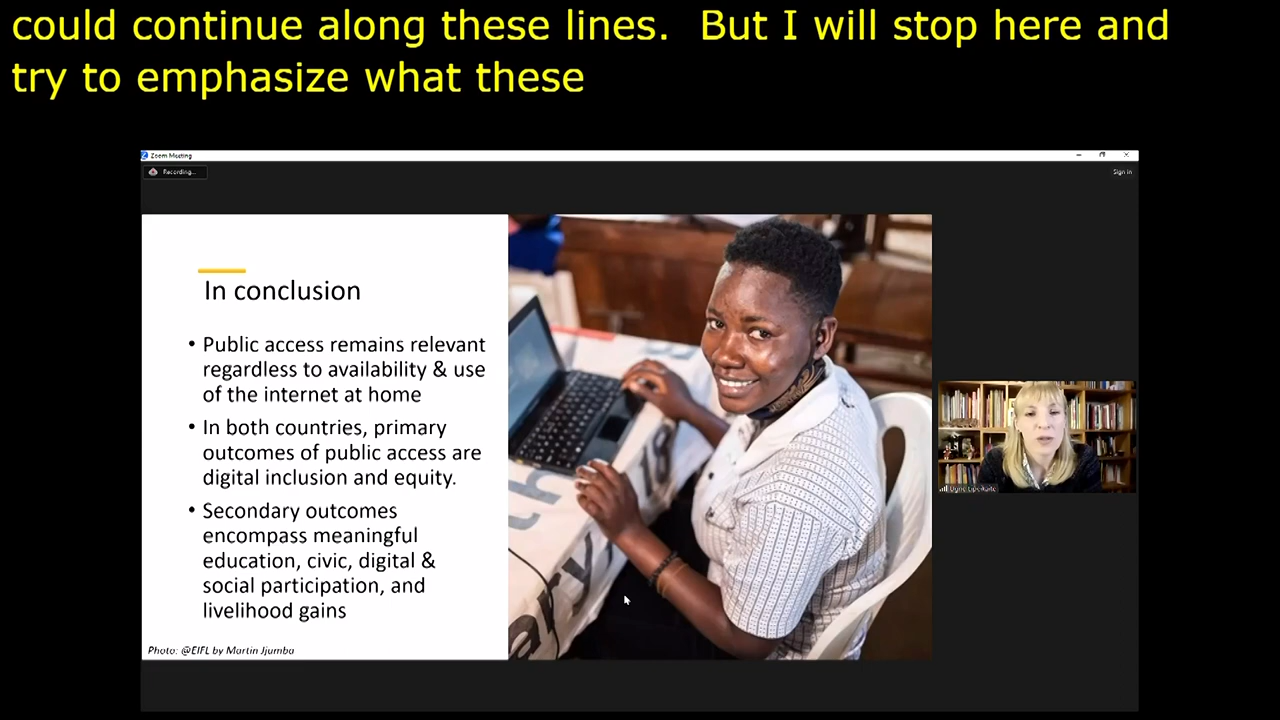 could continue along these lines.  But I will stop here and
try to emphasize what these
Zoom Meeting
Recording...
Sign in
In conclusion
• Public access remains relevant
regardless to availability & use
of the internet at home
• In both countries, primary
outcomes of public access are
digital inclusion and equity.
• Secondary outcomes
encompass meaningful
education, civic, digital &
social participation, and
livelihood gains
Photo: @EIFL by Martin Jjumba